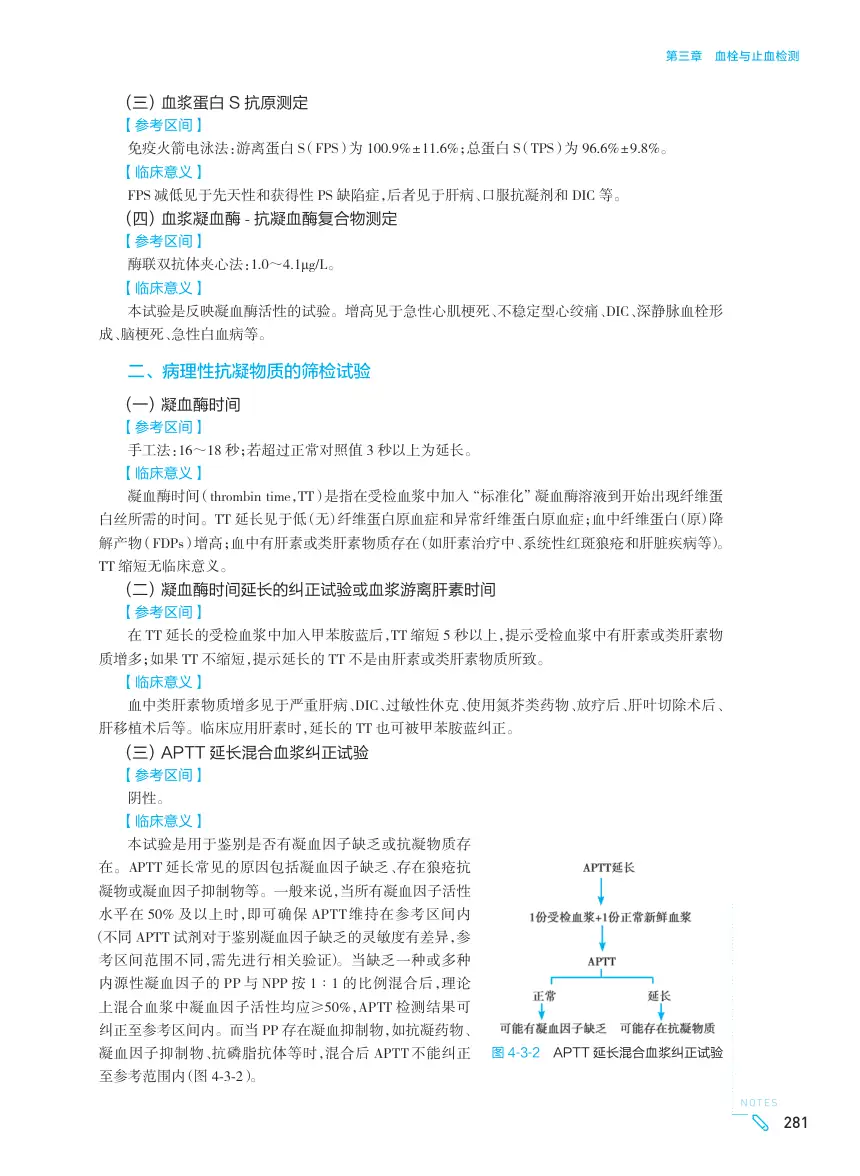 第三章 血栓与止血检测
（三）血浆蛋白 S 抗原测定
【参考区间】
免疫火箭电泳法：游离蛋白 S（FPS）为 100.9%±11.6%；总蛋白 S（TPS）为 96.6%±9.8%。
【临床意义】
FPS 减低见于先天性和获得性 PS 缺陷症，后者见于肝病、口服抗凝剂和 DIC 等。
（四）血浆凝血酶 - 抗凝血酶复合物测定
【参考区间】
酶联双抗体夹心法：1.0～4.1μg/L。
【临床意义】
本试验是反映凝血酶活性的试验。增高见于急性心肌梗死、不稳定型心绞痛、DIC、深静脉血栓形
成、脑梗死、急性白血病等。
二、病理性抗凝物质的筛检试验
（一）凝血酶时间
【参考区间】
手工法：16～18 秒；若超过正常对照值 3 秒以上为延长。
【临床意义】
凝血酶时间（thrombin time，TT）是指在受检血浆中加入“标准化”凝血酶溶液到开始出现纤维蛋
白丝所需的时间。TT 延长见于低（无）纤维蛋白原血症和异常纤维蛋白原血症；血中纤维蛋白（原）降
解产物（FDPs）增高；血中有肝素或类肝素物质存在（如肝素治疗中、系统性红斑狼疮和肝脏疾病等）。
TT 缩短无临床意义。
（二）凝血酶时间延长的纠正试验或血浆游离肝素时间
【参考区间】
在 TT 延长的受检血浆中加入甲苯胺蓝后，TT 缩短 5 秒以上，提示受检血浆中有肝素或类肝素物
质增多；如果 TT 不缩短，提示延长的 TT 不是由肝素或类肝素物质所致。
【临床意义】
血中类肝素物质增多见于严重肝病、DIC、过敏性休克、使用氮芥类药物、放疗后、肝叶切除术后、
肝移植术后等。临床应用肝素时，延长的 TT 也可被甲苯胺蓝纠正。
（三）APTT 延长混合血浆纠正试验
【参考区间】
阴性。
【临床意义】
本试验是用于鉴别是否有凝血因子缺乏或抗凝物质存
在。APTT 延长常见的原因包括凝血因子缺乏、存在狼疮抗
凝物或凝血因子抑制物等。一般来说，当所有凝血因子活性
水平在 50% 及以上时，即可确保 APTT维持在参考区间内
（不同 APTT 试剂对于鉴别凝血因子缺乏的灵敏度有差异，参
考区间范围不同，需先进行相关验证）。当缺乏一种或多种
内源性凝血因子的 PP 与 NPP 按 1∶1 的比例混合后，理论
上混合血浆中凝血因子活性均应≥50%，APTT 检测结果可
纠正至参考区间内。而当 PP 存在凝血抑制物，如抗凝药物、
凝血因子抑制物、抗磷脂抗体等时，混合后 APTT不能纠正
至参考范围内（图 4-3-2）。
APTT延长
1份受检血浆+1份正常新鲜血浆
APTT
正常 延长
可能有凝血因子缺乏 可能存在抗凝物质
图 4-3-2 APTT 延长混合血浆纠正试验
NOTES
281